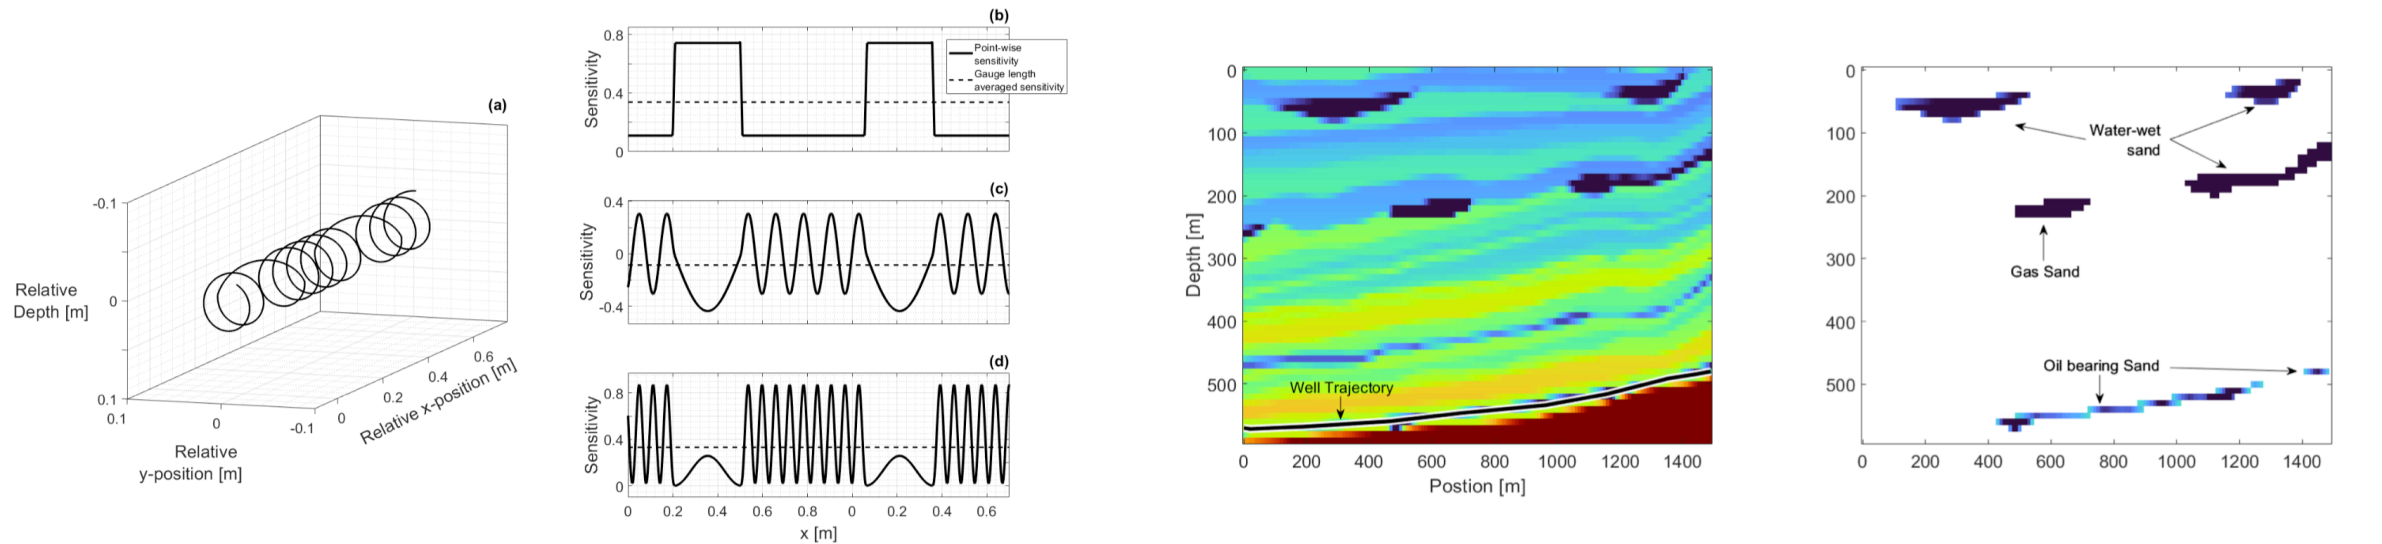 (a)
-0.1
0
0.1
Relative
Depth [m]
0.1
0
-0.1
Relative
y-position [m]
0
0.2
0.4
0.6
Relative x-position [m]
(b)
0.8
0.4
0
Sensitivity
Point-wise
sensitivity
Gauge length
averaged sensitivity
(c)
0.4
0
-0.4
Sensitivity
(d)
0.8
0.4
0
Sensitivity
0 0.2 0.4 0.6 0.8 0 0.2 0.4 0.6
x [m]
0
100
200
300
400
500
Depth [m]
Well Trajectory
0 200 400 600 800 1000 1200 1400
Postion [m]
0
100
200
300
400
500
Water-wet
sand
Gas Sand
Oil bearing Sand
0 200 400 600 800 1000 1200 1400